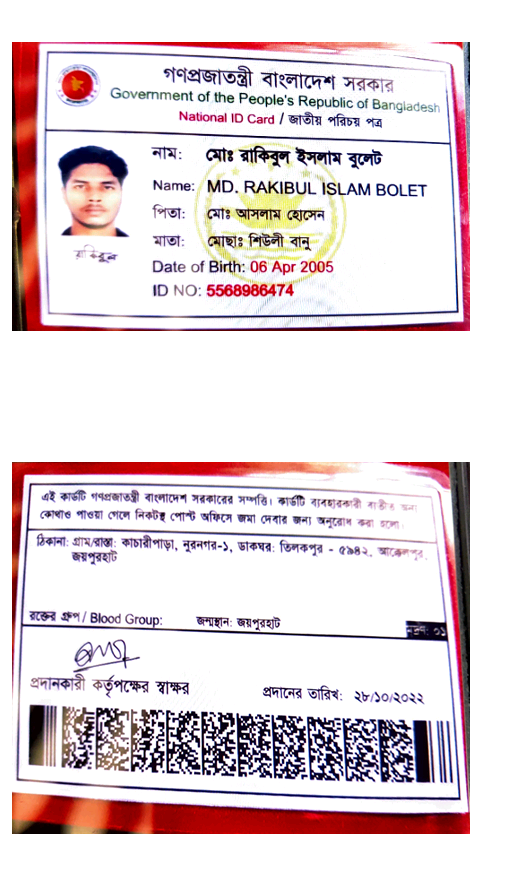 গণপ্রজাতন্ত্রী বাংলাদেশ সরকার
Government of the People's Republic of Bangladesh
National ID Card / জাতীয় পরিচয় পত্র
নাম: মোঃ রাকিবুল ইসলাম বুলেট
Name: MD. RAKIBUL ISLAM BOLET
পিতা: মোঃ আসলাম হোসেন
মাতা: মোছাঃ শিউলী বানু
Date of Birth: 06 Apr 2005
ID NO: 5568986474
রাকিবুল
এই কার্ডটি গণপ্রজাতন্ত্রী বাংলাদেশ সরকারের সম্পত্তি। কার্ডটি ব্যবহারকারী ব্যতীত অন্য
কোথাও পাওয়া গেলে নিকটস্থ পোস্ট অফিসে জমা দেবার জন্য অনুরোধ করা হলো।
ঠিকানা: গ্রাম/রাস্তা: কাচারীপাড়া, নুরনগর-১, ডাকঘর: তিলকপুর - ৫৯৪২, আক্কেলপুর,
জয়পুরহাট
রক্তের গ্রুপ / Blood Group: জন্মস্থান: জয়পুরহাট
মুদ্রণ: ০১
প্রদানকারী কর্তৃপক্ষের স্বাক্ষর
প্রদানের তারিখ: ২৮/১০/২০২২